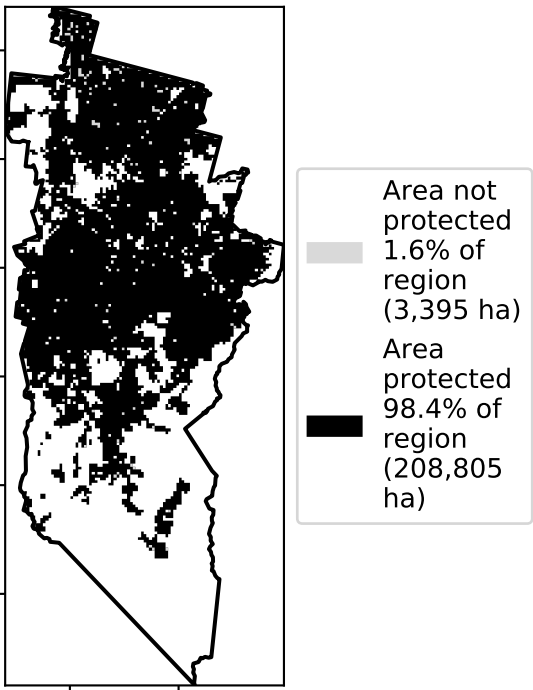 Area not
protected
1.6% of
region
(3,395 ha)
Area
protected
98.4% of
region
(208,805
ha)